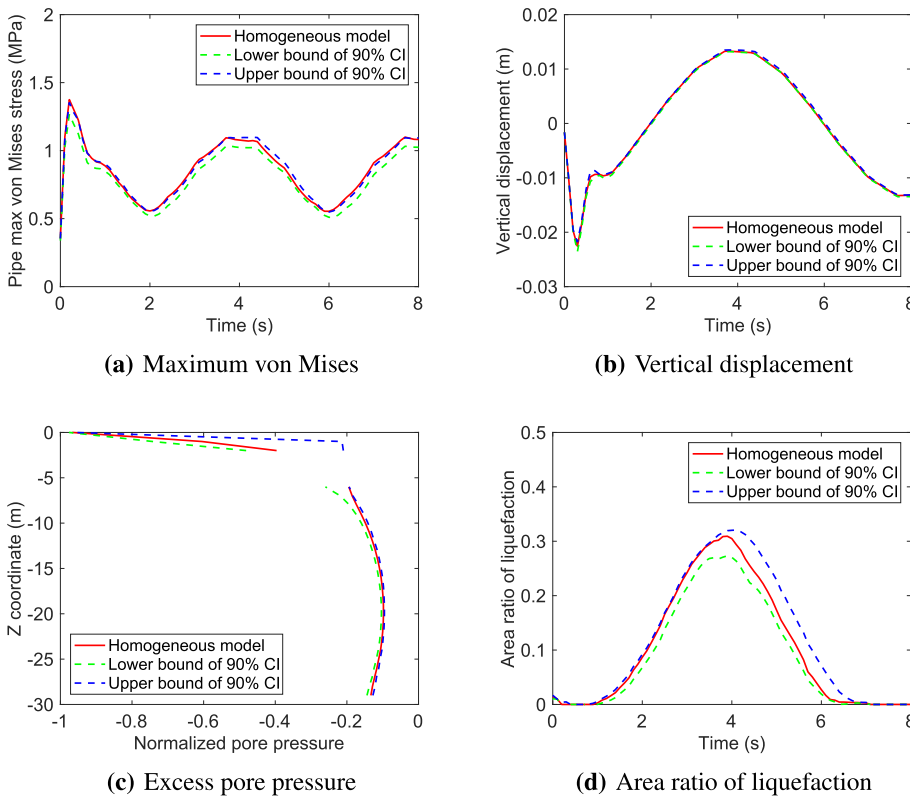 Pipe max von Mises stress (MPa)
2
1.5
1
0.5
0
0 2 4 6 8
Time (s)
Homogeneous model
Lower bound of 90% CI
Upper bound of 90% CI
(a) Maximum von Mises
Vertical displacement (m)
0.02
0.01
0
-0.01
-0.02
-0.03
0 2 4 6 8
Time (s)
Homogeneous model
Lower bound of 90% CI
Upper bound of 90% CI
(b) Vertical displacement
Z coordinate (m)
0
-5
-10
-15
-20
-25
-30
-1 -0.8 -0.6 -0.4 -0.2 0
Normalized pore pressure
Homogeneous model
Lower bound of 90% CI
Upper bound of 90% CI
(c) Excess pore pressure
Area ratio of liquefaction
0.5
0.4
0.3
0.2
0.1
0
0 2 4 6 8
Time (s)
Homogeneous model
Lower bound of 90% CI
Upper bound of 90% CI
(d) Area ratio of liquefaction